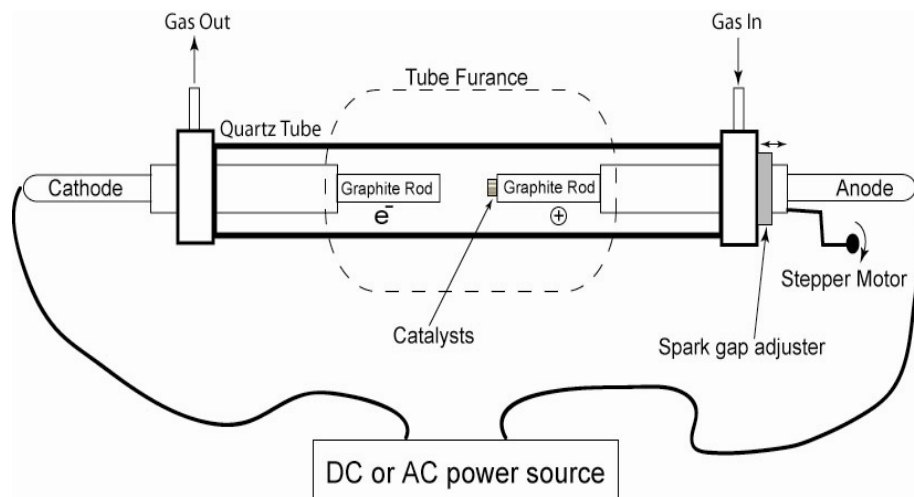 Gas Out
Gas In
Tube Furance
Quartz Tube
Cathode
Graphite Rod
Graphite Rod
Anode
e-
+
Stepper Motor
Catalysts
Spark gap adjuster
DC or AC power source